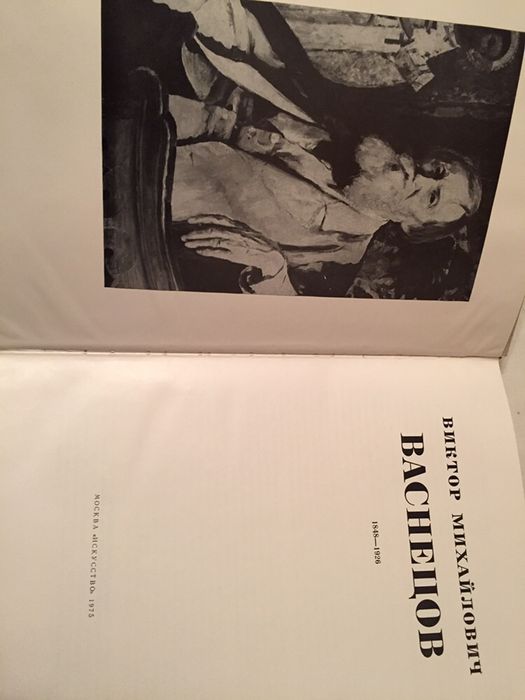 ВИКТОР МИХАЙЛОВИЧ
ВАСНЕЦОВ
1848—1926
МОСКВА «ИСКУССТВО» 1975